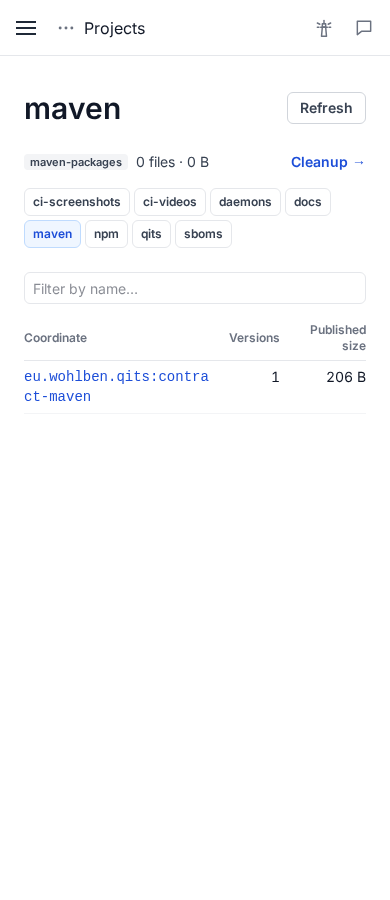 Projects
maven
Refresh
maven-packages 0 files · 0 B Cleanup →
ci-screenshots ci-videos daemons docs
maven npm qits sboms
Filter by name...
Coordinate Versions Published size
eu.wohlben.qits:contra
ct-maven 1 206 B